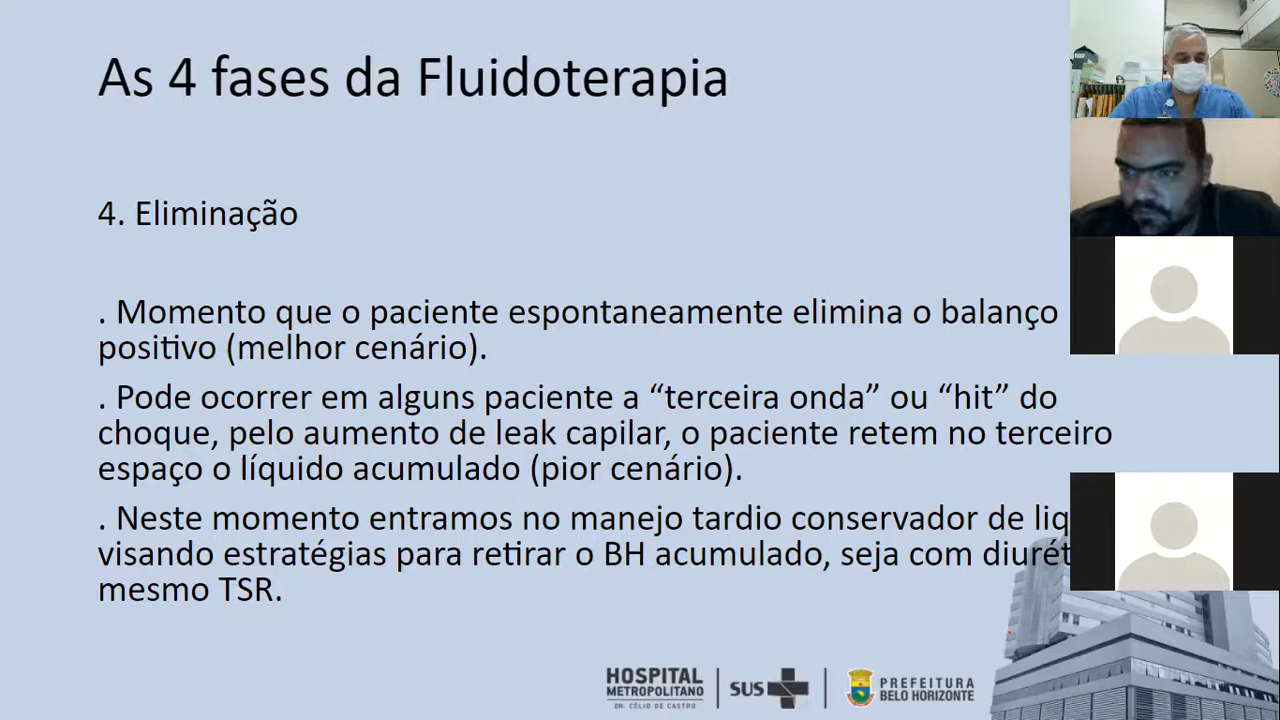 As 4 fases da Fluidoterapia
4. Eliminação
. Momento que o paciente espontaneamente elimina o balanço
positivo (melhor cenário).
. Pode ocorrer em alguns paciente a “terceira onda” ou “hit” do
choque, pelo aumento de leak capilar, o paciente retem no terceiro
espaço o líquido acumulado (pior cenário).
. Neste momento entramos no manejo tardio conservador de liq
visando estratégias para retirar o BH acumulado, seja com diurét
mesmo TSR.
HOSPITAL
METROPOLITANO
DR. CÉLIO DE CASTRO
SUS
PREFEITURA
BELO HORIZONTE